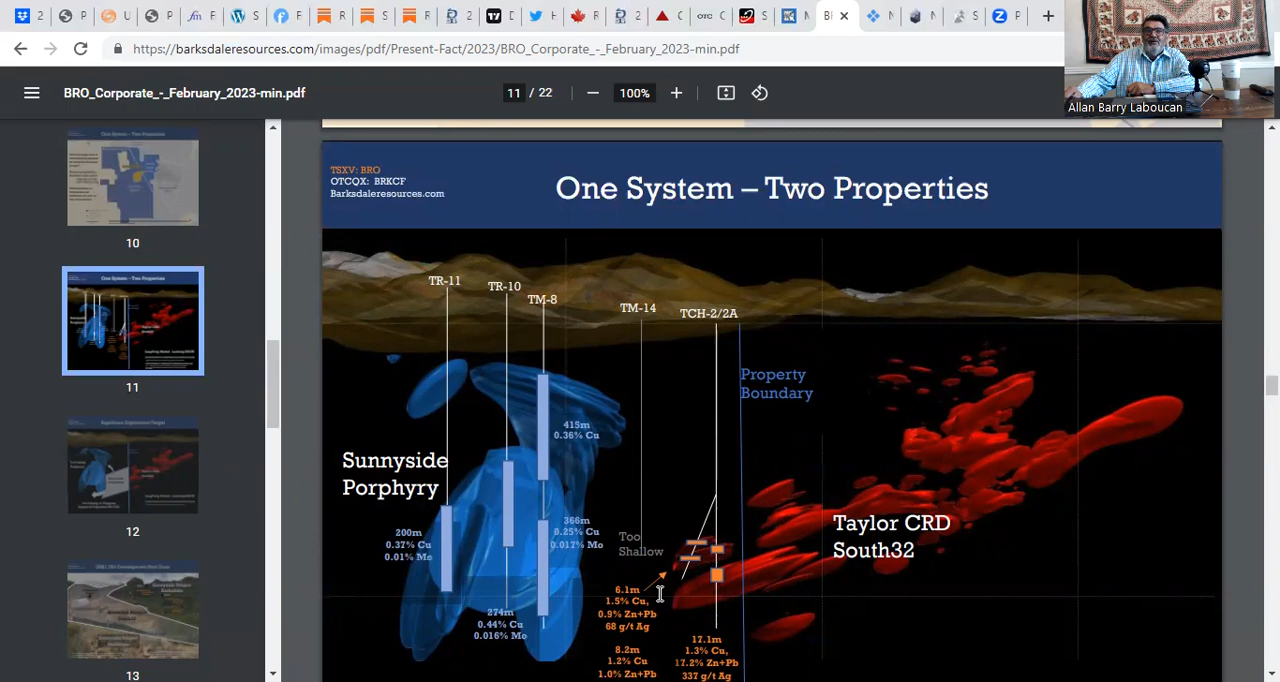 https://barksdaleresources.com/images/pdf/Present-Fact/2023/BRO_Corporate_-_February_2023-min.pdf
BRO_Corporate_-_February_2023-min.pdf
11 / 22
100%
Allan Barry Laboucan
One System - Two Properties
10
11
12
13
TSXV: BRO
OTCQX: BRKCF
Barksdaleresources.com
One System – Two Properties
TR-11
TR-10
TM-8
TM-14
TCH-2/2A
Property
Boundary
Sunnyside
Porphyry
415m
0.36% Cu
200m
0.37% Cu
0.01% Mo
366m
0.25% Cu
0.017% Mo
274m
0.44% Cu
0.016% Mo
Too
Shallow
6.1m
1.5% Cu,
0.9% Zn+Pb
68 g/t Ag
8.2m
1.2% Cu
1.0% Zn+Pb
17.1m
1.3% Cu,
17.2% Zn+Pb
337 g/t Ag
Taylor CRD
South32